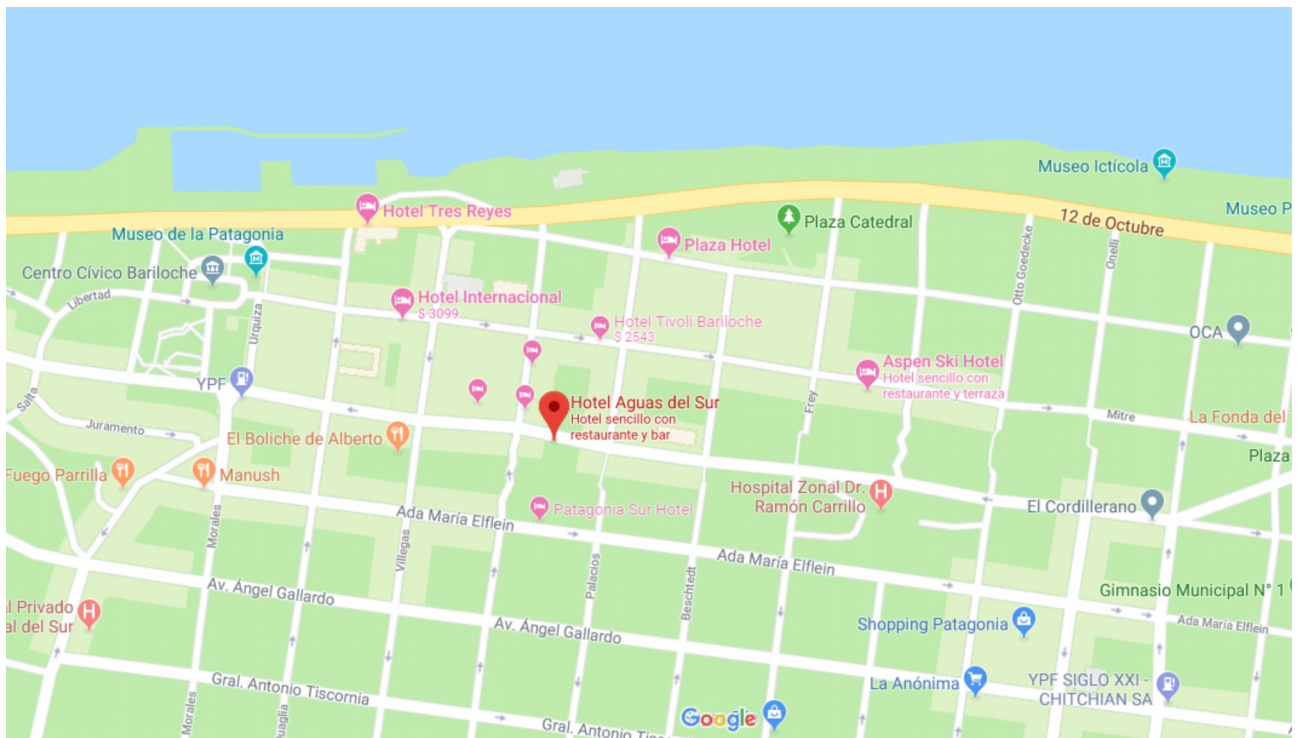 Museo Ictícola
Hotel Tres Reyes
Museo P
12 de Octubre
Plaza Catedral
Museo de la Patagonia
Plaza Hotel
Otto Goedecke
Onelli
Centro Cívico Bariloche
Libertad
Urquiza
Hotel Internacional
$ 3099
Hotel Tivoli Bariloche
$ 2543
OCA
Aspen Ski Hotel
Hotel sencillo con
restaurante y terraza
YPF
Salta
Hotel Aguas del Sur
Hotel sencillo con
restaurante y bar
Frey
Mitre
La Fonda del
Juramento
El Boliche de Alberto
Plaza
Fuego Parrilla
Manush
Hospital Zonal Dr.
Ramón Carrillo
El Cordillerano
Patagonia Sur Hotel
Ada María Elflein
Morales
Villegas
Ada María Elflein
Palacios
Beschtedt
Av. Ángel Gallardo
Gimnasio Municipal N° 1
al Privado
al del Sur
Av. Ángel Gallardo
Shopping Patagonia
Ada María Elflein
La Anónima
YPF SIGLO XXI -
CHITCHIAN SA
Gral. Antonio Tiscornia
Morales
Quaglia
Google
Gral. Antonio Tisco